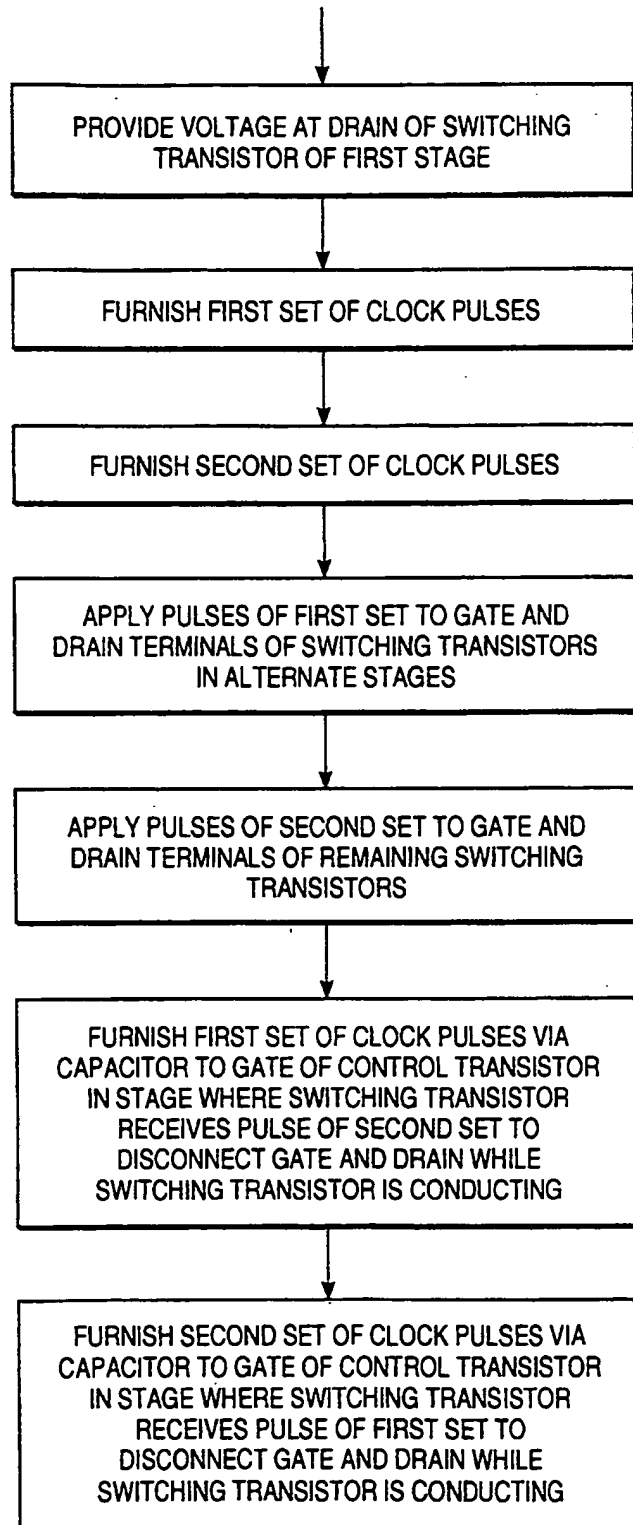 PROVIDE VOLTAGE AT DRAIN OF SWITCHING
TRANSISTOR OF FIRST STAGE
FURNISH FIRST SET OF CLOCK PULSES
FURNISH SECOND SET OF CLOCK PULSES
APPLY PULSES OF FIRST SET TO GATE AND
DRAIN TERMINALS OF SWITCHING TRANSISTORS
IN ALTERNATE STAGES
APPLY PULSES OF SECOND SET TO GATE AND
DRAIN TERMINALS OF REMAINING SWITCHING
TRANSISTORS
FURNISH FIRST SET OF CLOCK PULSES VIA
CAPACITOR TO GATE OF CONTROL TRANSISTOR
IN STAGE WHERE SWITCHING TRANSISTOR
RECEIVES PULSE OF SECOND SET TO
DISCONNECT GATE AND DRAIN WHILE
SWITCHING TRANSISTOR IS CONDUCTING
FURNISH SECOND SET OF CLOCK PULSES VIA
CAPACITOR TO GATE OF CONTROL TRANSISTOR
IN STAGE WHERE SWITCHING TRANSISTOR
RECEIVES PULSE OF FIRST SET TO
DISCONNECT GATE AND DRAIN WHILE
SWITCHING TRANSISTOR IS CONDUCTING